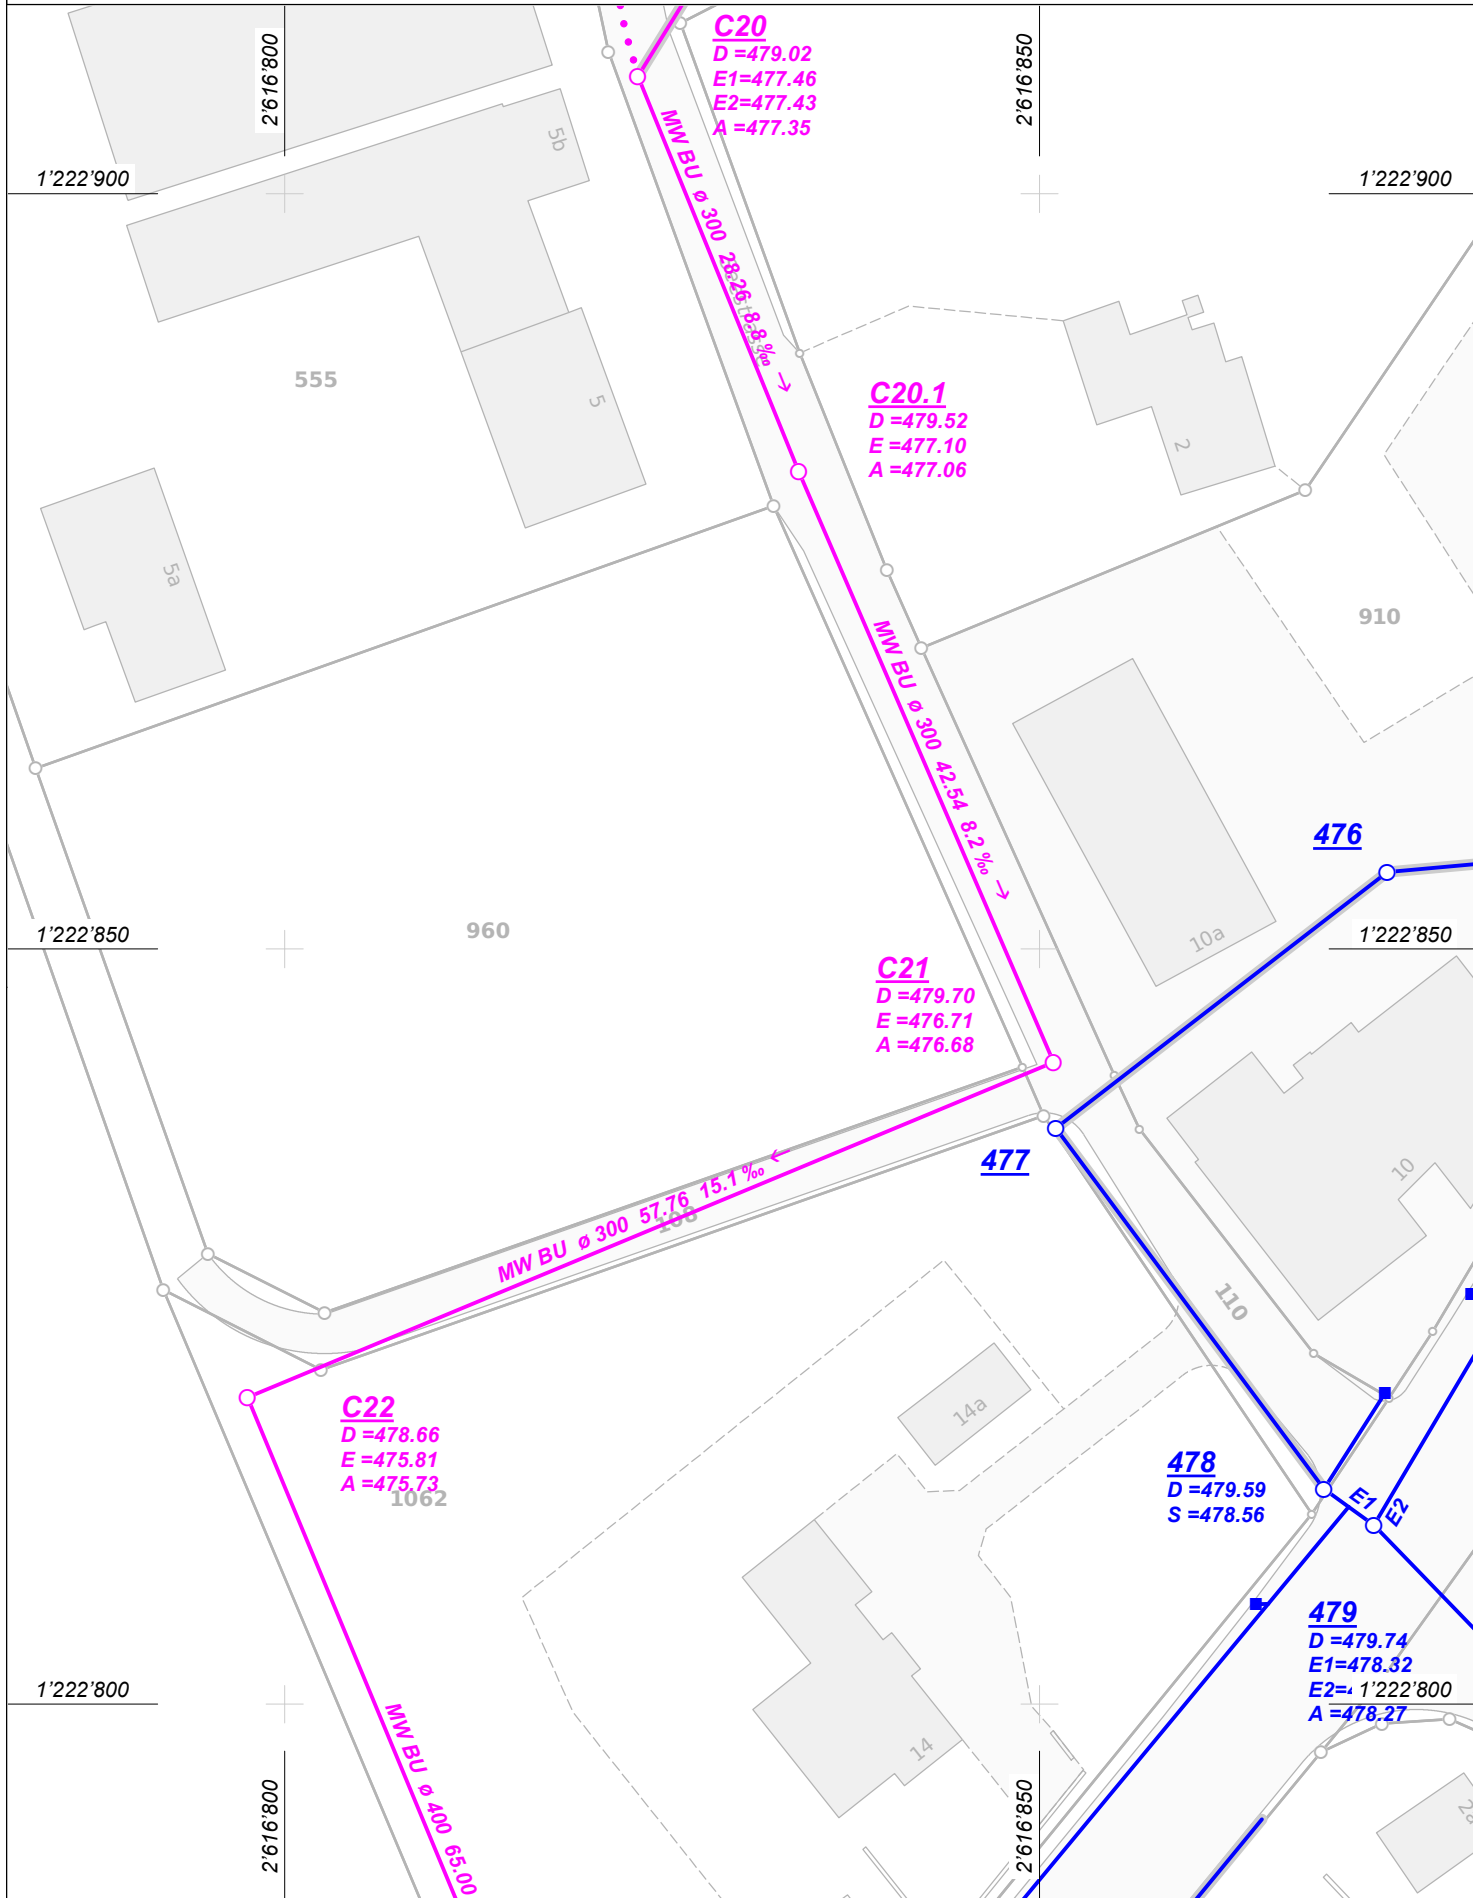 C20
D =479.02
E1=477.46
E2=477.43
A =477.35
2'616'800
2'616'850
1'222'900
1'222'900
5b
MW BU ø 300 28.26 8.8 ‰ →
555
5
2
C20.1
D =479.52
E =477.10
A =477.06
5a
910
MW BU ø 300 42.54 8.2 ‰ →
476
960
10a
1'222'850
1'222'850
C21
D =479.70
E =476.71
A =476.68
477
10
MW BU ø 300 57.76 15.1 ‰ ←
108
110
C22
D =478.66
E =475.81
A =475.73
1062
14a
478
D =479.59
S =478.56
E1
E2
479
D =479.74
E1=478.32
E2=
A =478.27
1'222'800
1'222'800
MW BU ø 400 65.00
14
2'616'800
2'616'850